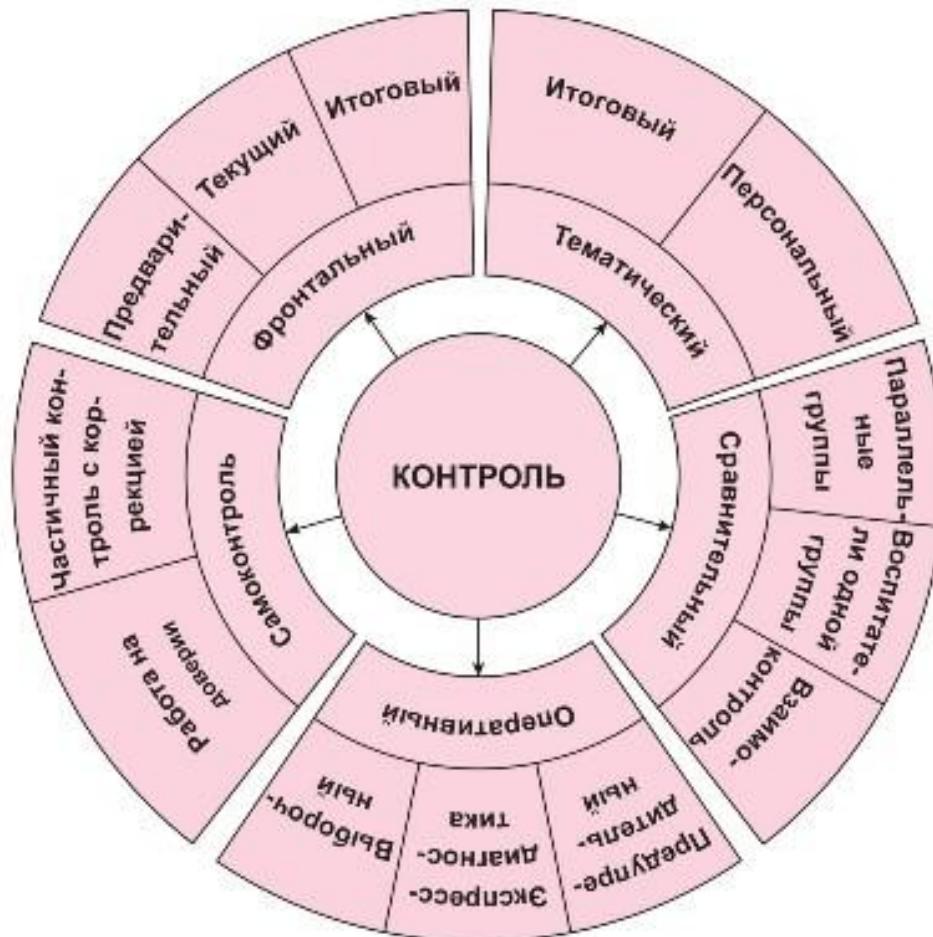 КОНТРОЛЬ
Фронтальный
Предвари-
тельный
Текущий
Итоговый
Тематический
Итоговый
Персональный
Сравнительный
Параллель-
ные
группы
Воспитате-
ли одной
группы
Взаимо-
контроль
Оперативный
Предупре-
дитель-
ный
Экспресс-
диагнос-
тика
Выбороч-
ный
Самоконтроль
Работа на
доверии
Частичный кон-
троль с кор-
рекцией